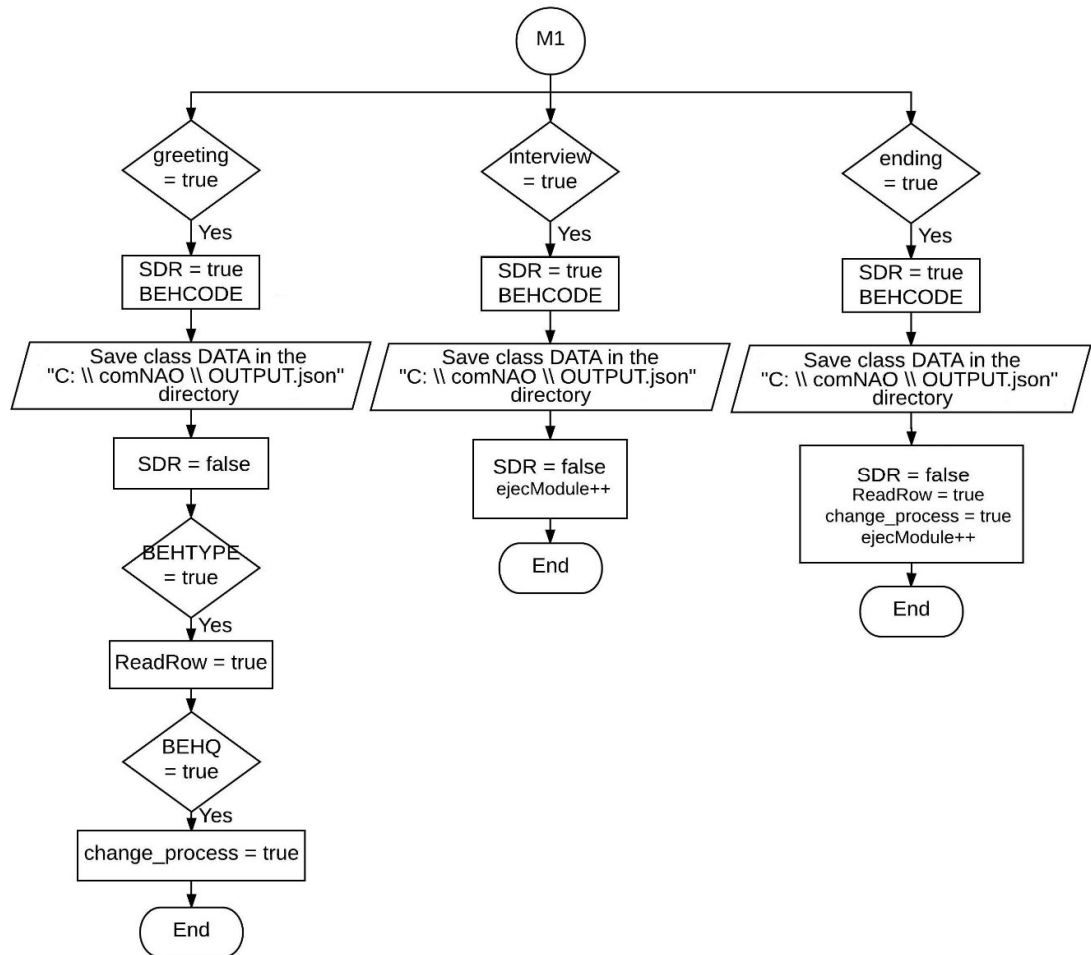 M1
greeting
= true
Yes
SDR = true
BEHCODE
Save class DATA in the
"C: \\ comNAO \\ OUTPUT.json"
directory
SDR = false
BEHTYPE
= true
Yes
ReadRow = true
BEHQ
= true
Yes
change_process = true
End
interview
= true
Yes
SDR = true
BEHCODE
Save class DATA in the
"C: \\ comNAO \\ OUTPUT.json"
directory
SDR = false
ejecModule++
End
ending
= true
Yes
SDR = true
BEHCODE
Save class DATA in the
"C: \\ comNAO \\ OUTPUT.json"
directory
SDR = false
ReadRow = true
change_process = true
ejecModule++
End